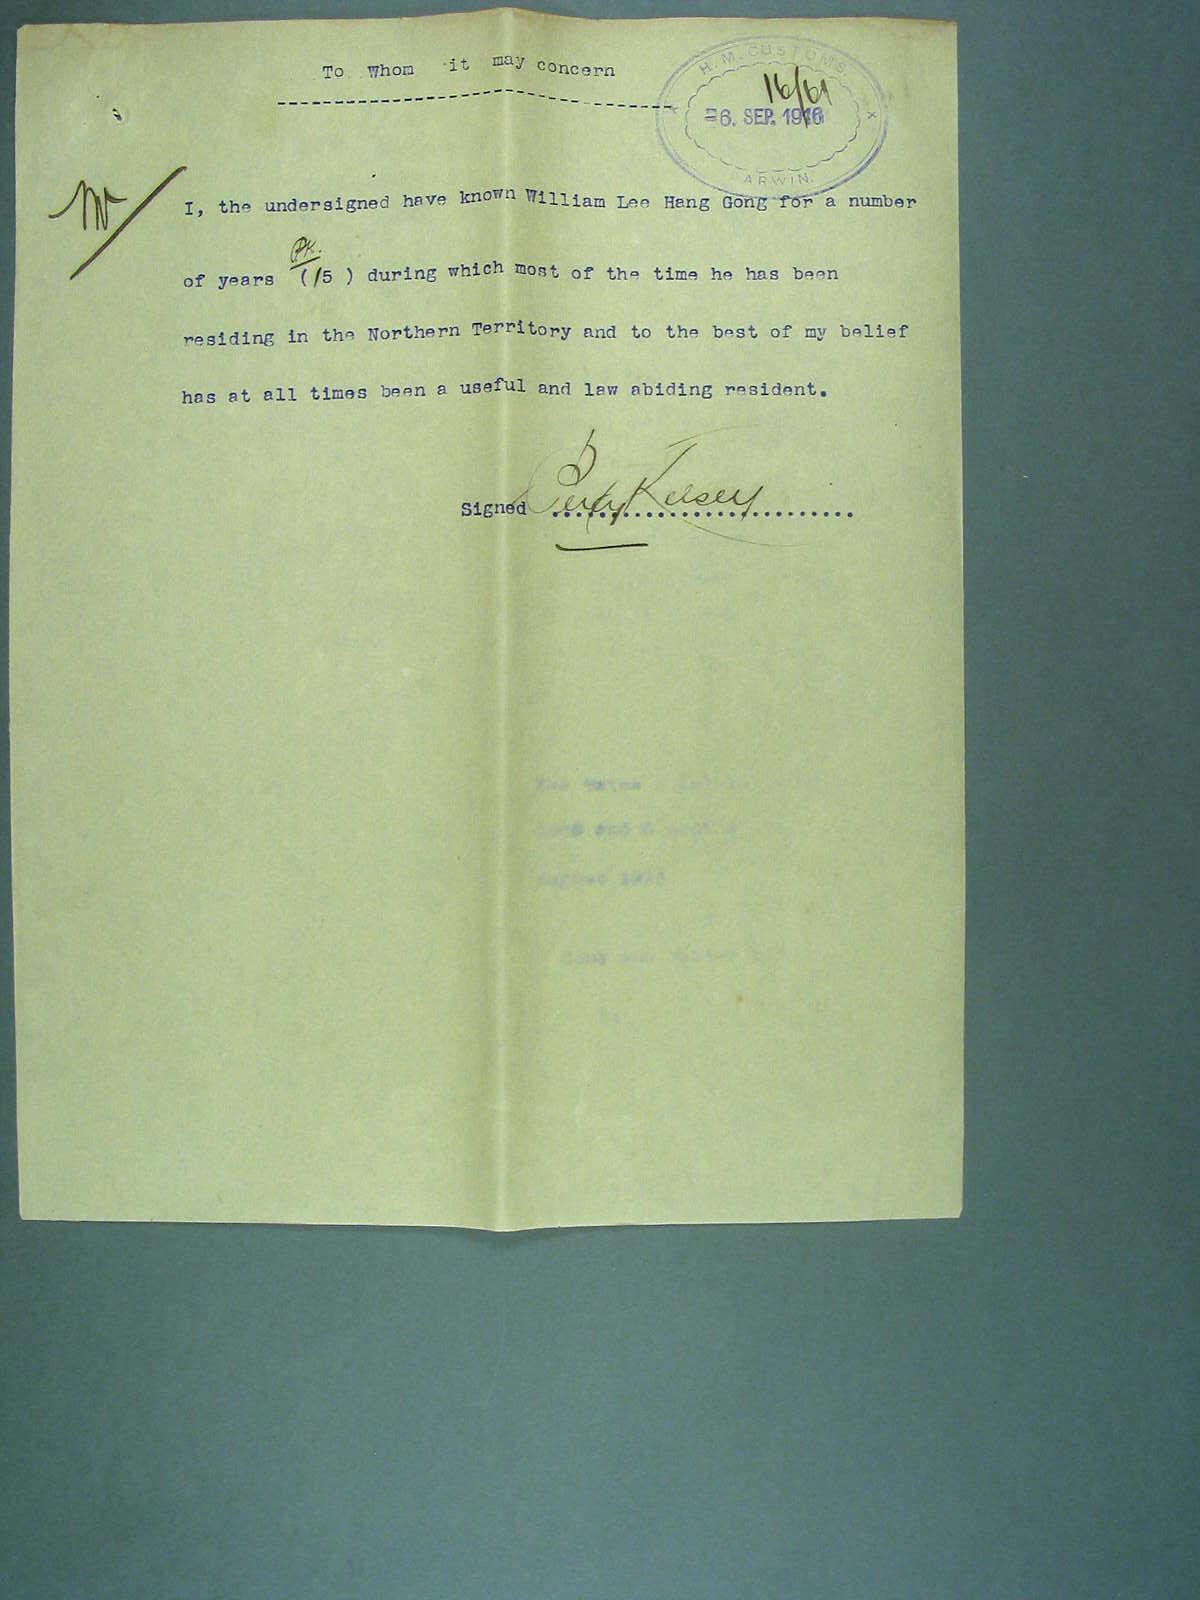 To Whom it may concern
H. M. CUSTOMS.
16/61
6. SEP. 1916
ARWIN.
I, the undersigned have known William Lee Hang Gong for a number
PK.
of years (15 ) during which most of the time he has been
residing in the Northern Territory and to the best of my belief
has at all times been a useful and law abiding resident.
Signed Percy Kelsey